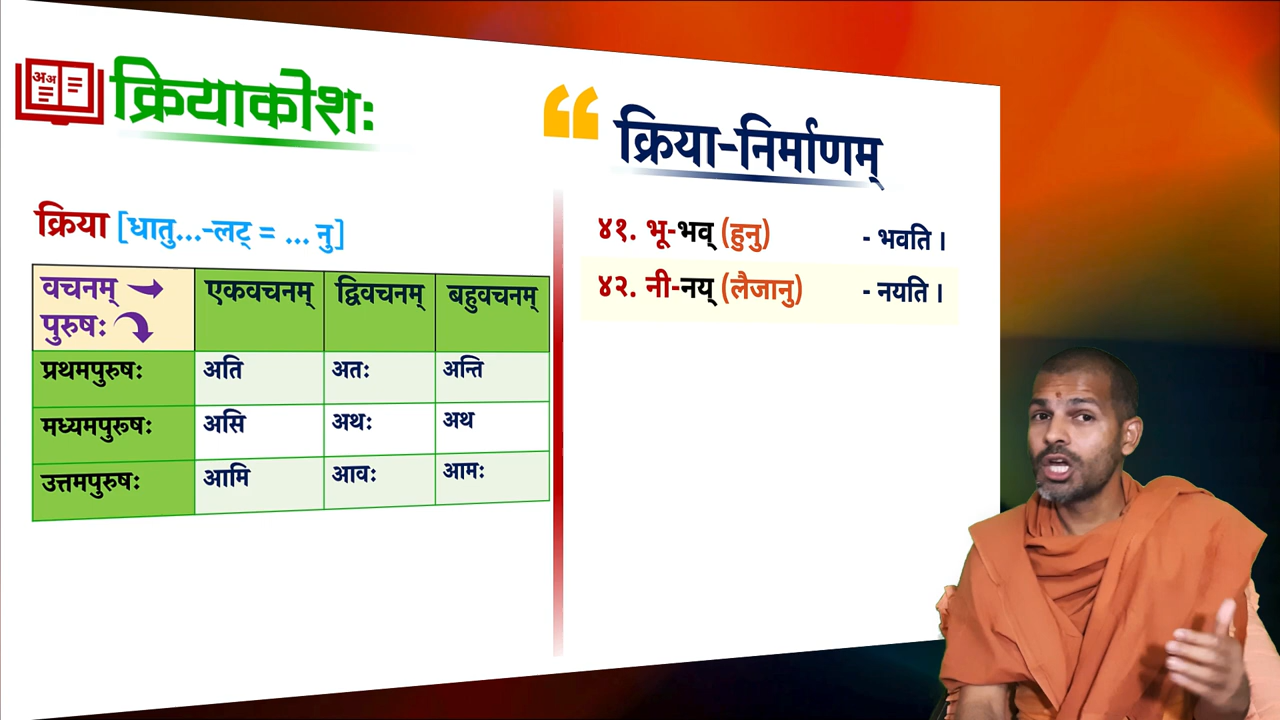 अ अ
क्रियाकोशः
“ क्रिया-निर्माणम्
क्रिया [धातु...-लट् = ... नु]
वचनम् → एकवचनम् द्विवचनम् बहुवचनम्
पुरुषः
प्रथमपुरुषः अति अतः अन्ति
मध्यमपुरूषः असि अथः अथ
उत्तमपुरुषः आमि आवः आमः
४१. भू-भव् (हुनु) - भवति ।
४२. नी-नय् (लैजानु) - नयति ।